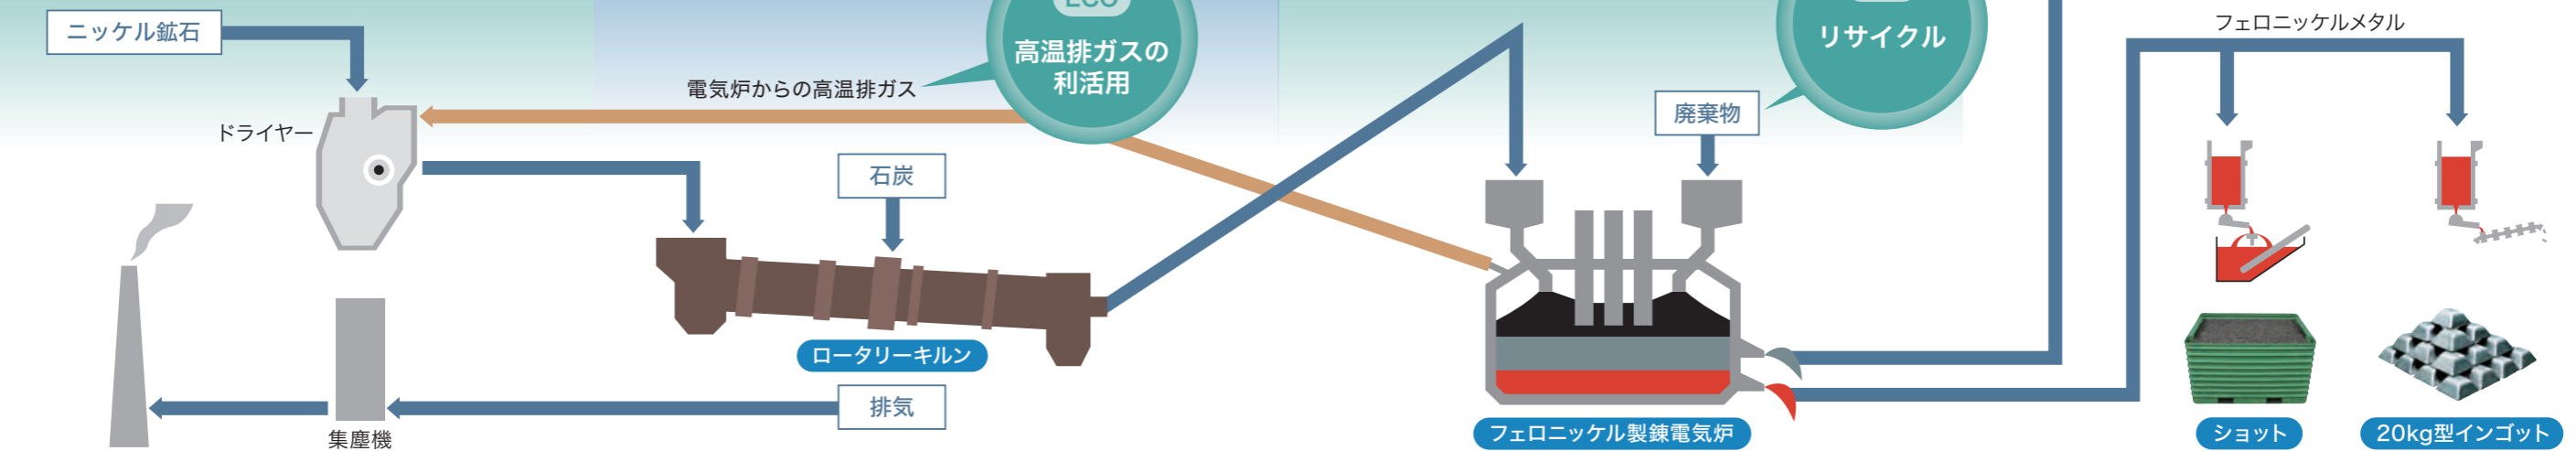 ニッケル鉱石
ECO
高温排ガスの
利活用
リサイクル
フェロニッケルメタル
電気炉からの高温排ガス
廃棄物
ドライヤー
石炭
ロータリーキルン
排気
集塵機
フェロニッケル製錬電気炉
ショット
20kg型インゴット